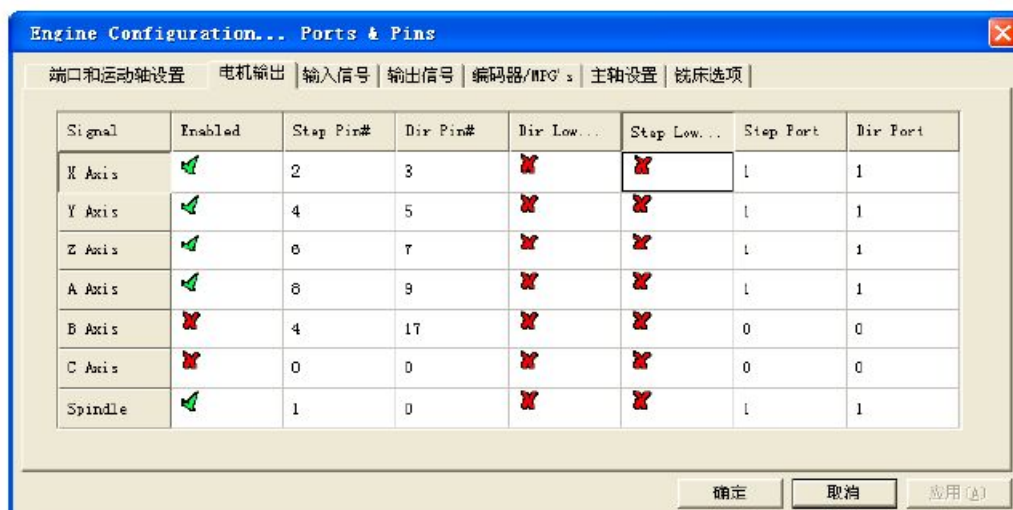 Engine Configuration... Ports & Pins
端口和运动轴设置 电机输出 输入信号 输出信号 编码器/MPG's 主轴设置 铣床选项
Signal Enabled Step Pin# Dir Pin# Dir Low... Step Low... Step Port Dir Port
X Axis 2 3 1 1
Y Axis 4 5 1 1
Z Axis 6 7 1 1
A Axis 8 9 1 1
B Axis 4 17 0 0
C Axis 0 0 0 0
Spindle 1 0 1 1
确定 取消 应用(A)